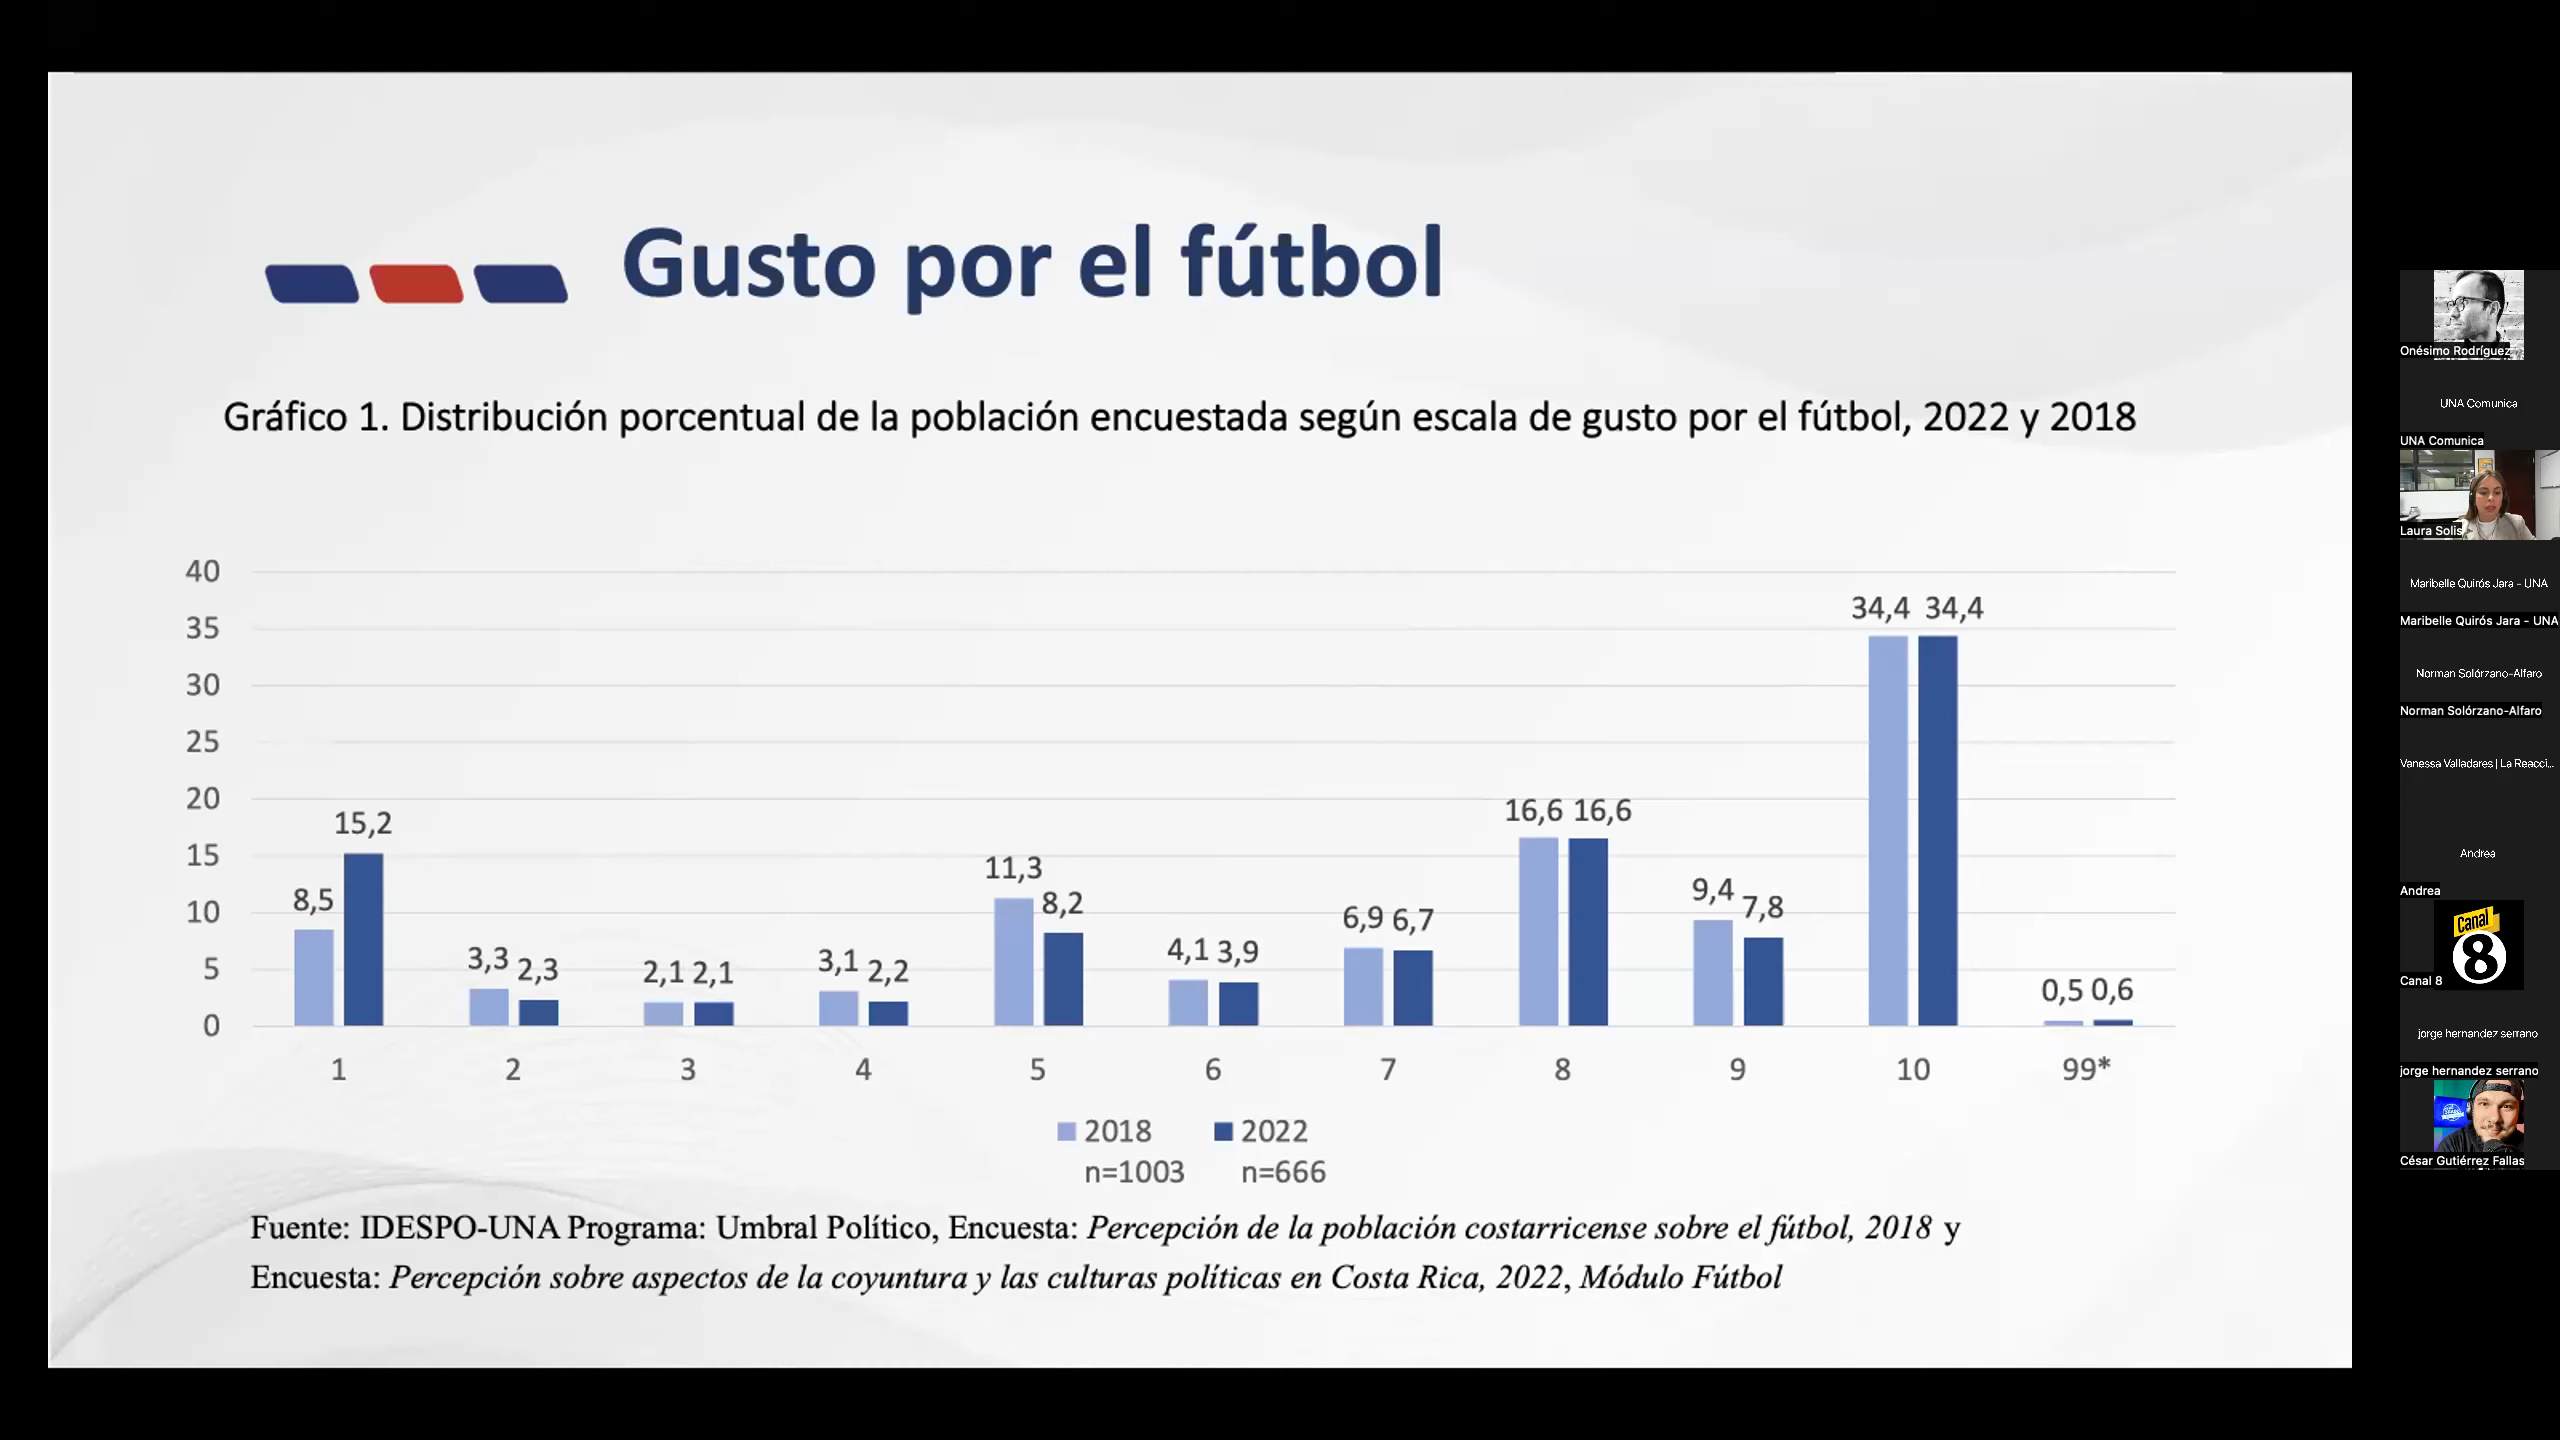 Gusto por el fútbol
Gráfico 1. Distribución porcentual de la población encuestada según escala de gusto por el fútbol, 2022 y 2018
40
35
30
25
20
15
10
5
0
8,5 15,2
3,3 2,3
2,1 2,1
3,1 2,2
11,3 8,2
4,1 3,9
6,9 6,7
16,6 16,6
9,4 7,8
34,4 34,4
0,5 0,6
1 2 3 4 5 6 7 8 9 10 99*
2018 2022
n=1003 n=666
Fuente: IDESPO-UNA Programa: Umbral Político, Encuesta: Percepción de la población costarricense sobre el fútbol, 2018 y
Encuesta: Percepción sobre aspectos de la coyuntura y las culturas políticas en Costa Rica, 2022, Módulo Fútbol
Onésimo Rodríguez
UNA Comunica
UNA Comunica
Laura Solis
Maribelle Quirós Jara - UNA
Maribelle Quirós Jara - UNA
Norman Solórzano-Alfaro
Norman Solórzano-Alfaro
Vanessa Valladares | La Reacci...
Andrea
Andrea
Canal
8
Canal 8
jorge hernandez serrano
jorge hernandez serrano
César Gutiérrez Fallas